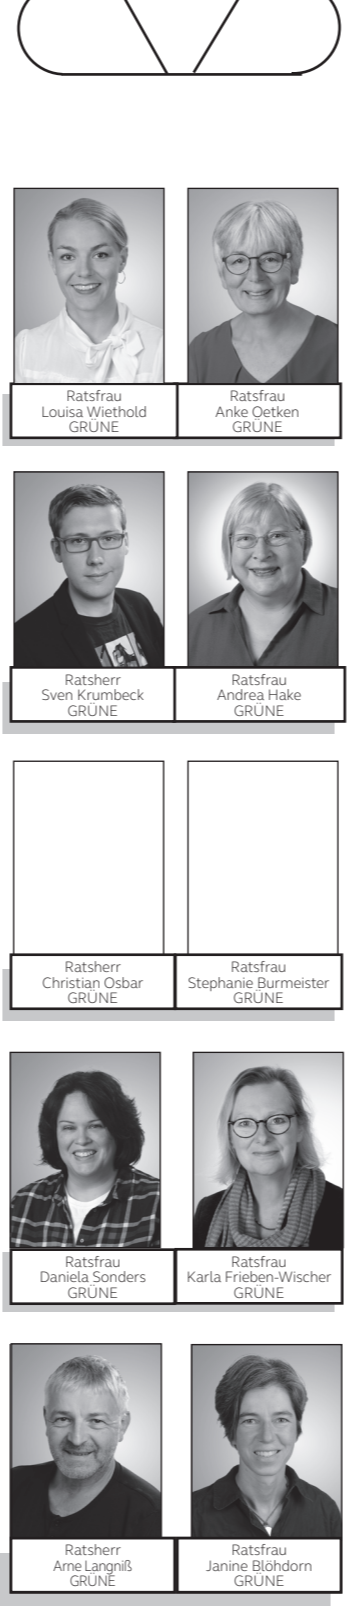 Ratsfrau
Louisa Wiethold
GRÜNE
Ratsfrau
Anke Oetken
GRÜNE
Ratsherr
Sven Krumbeck
GRÜNE
Ratsfrau
Andrea Hake
GRÜNE
Ratsherr
Christian Osbar
GRÜNE
Ratsfrau
Stephanie Burmeister
GRÜNE
Ratsfrau
Daniela Sonders
GRÜNE
Ratsfrau
Karla Frieben-Wischer
GRÜNE
Ratsherr
Arne Langniß
GRÜNE
Ratsfrau
Janine Blöhdorn
GRÜNE